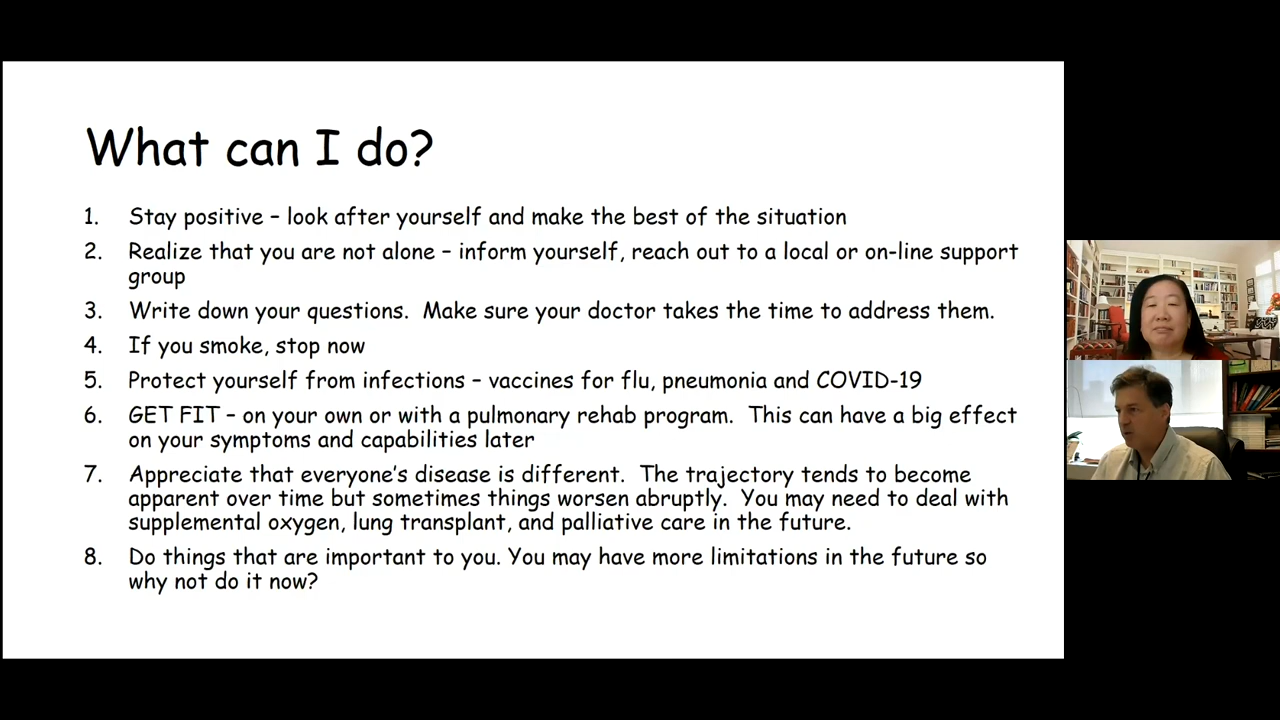 What can I do?
1. Stay positive – look after yourself and make the best of the situation
2. Realize that you are not alone – inform yourself, reach out to a local or on-line support
group
3. Write down your questions.  Make sure your doctor takes the time to address them.
4. If you smoke, stop now
5. Protect yourself from infections – vaccines for flu, pneumonia and COVID-19
6. GET FIT – on your own or with a pulmonary rehab program.  This can have a big effect
on your symptoms and capabilities later
7. Appreciate that everyone's disease is different.  The trajectory tends to become
apparent over time but sometimes things worsen abruptly.  You may need to deal with
supplemental oxygen, lung transplant, and palliative care in the future.
8. Do things that are important to you. You may have more limitations in the future so
why not do it now?